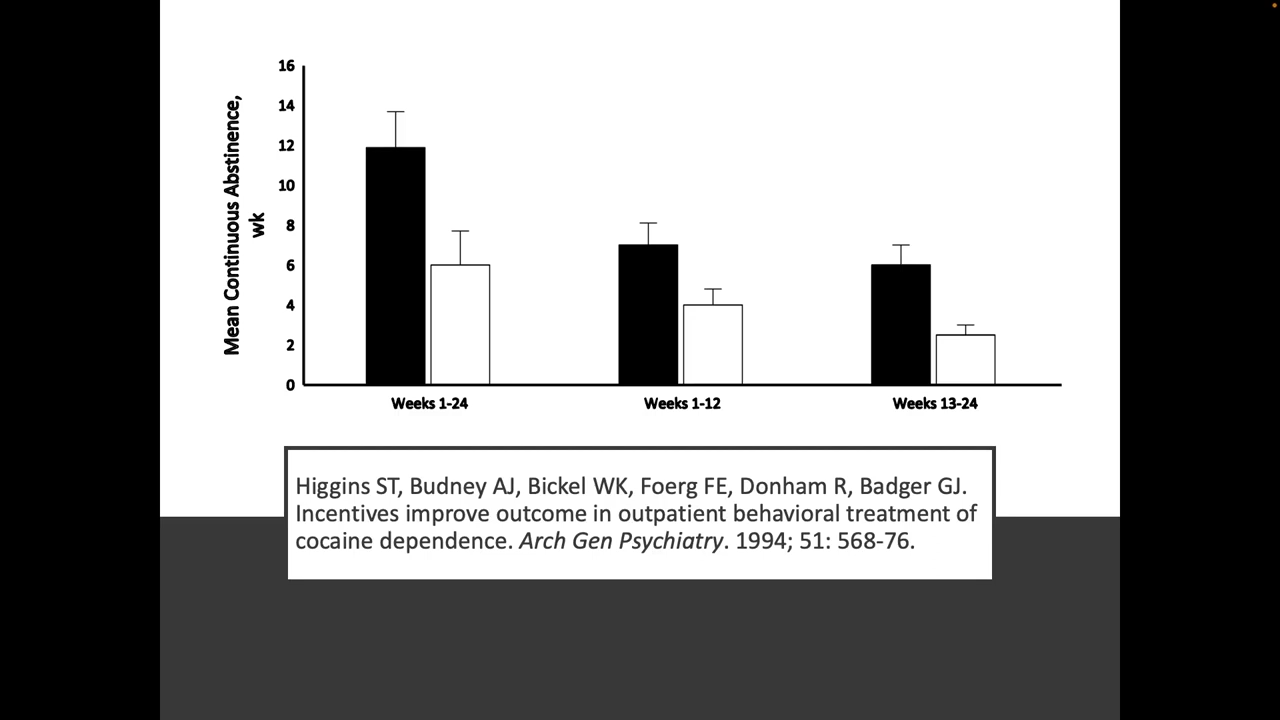 Mean Continuous Abstinence,
wk
16
14
12
10
8
6
4
2
0
Weeks 1-24
Weeks 1-12
Weeks 13-24
Higgins ST, Budney AJ, Bickel WK, Foerg FE, Donham R, Badger GJ.
Incentives improve outcome in outpatient behavioral treatment of
cocaine dependence. Arch Gen Psychiatry. 1994; 51: 568-76.